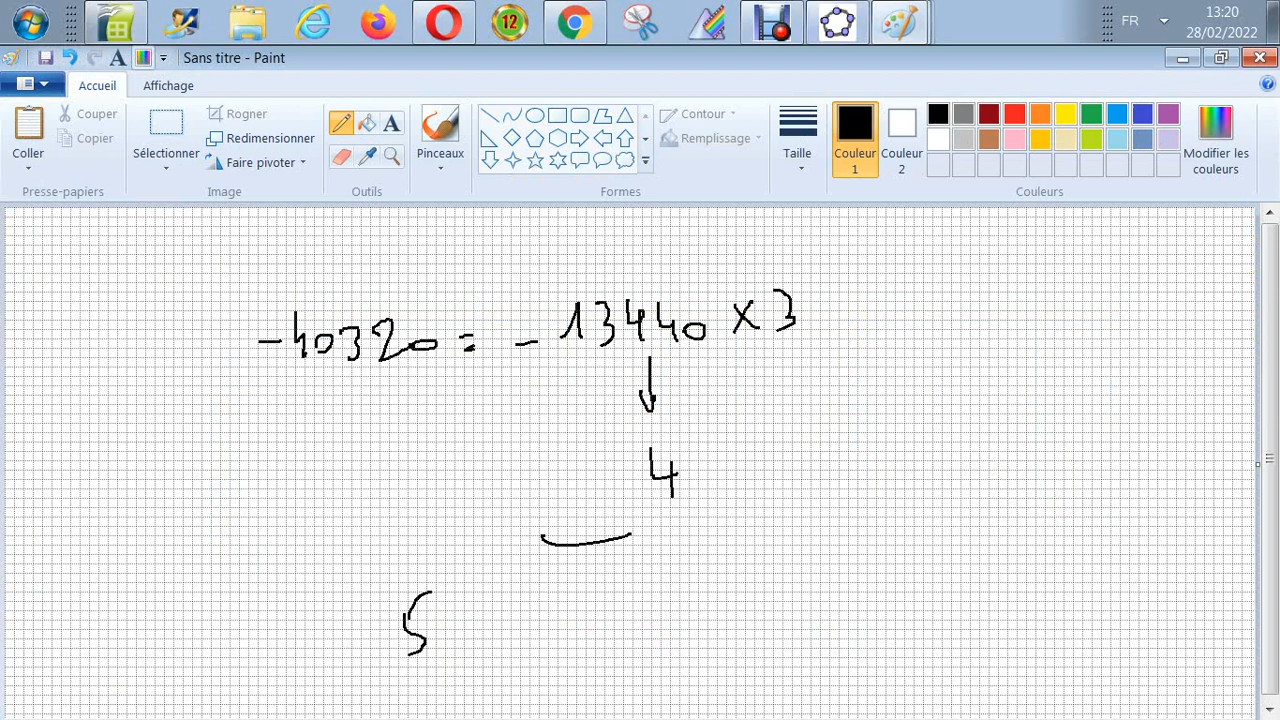 12
FR
13:20
28/02/2022
Sans titre - Paint
Accueil
Affichage
Coller
Couper
Copier
Presse-papiers
Sélectionner
Rogner
Redimensionner
Faire pivoter
Image
A
Outils
Pinceaux
Contour
Remplissage
Formes
Taille
Couleur 1
Couleur 2
Modifier les couleurs
Couleurs
-40320 = -13440 × 3
4
5